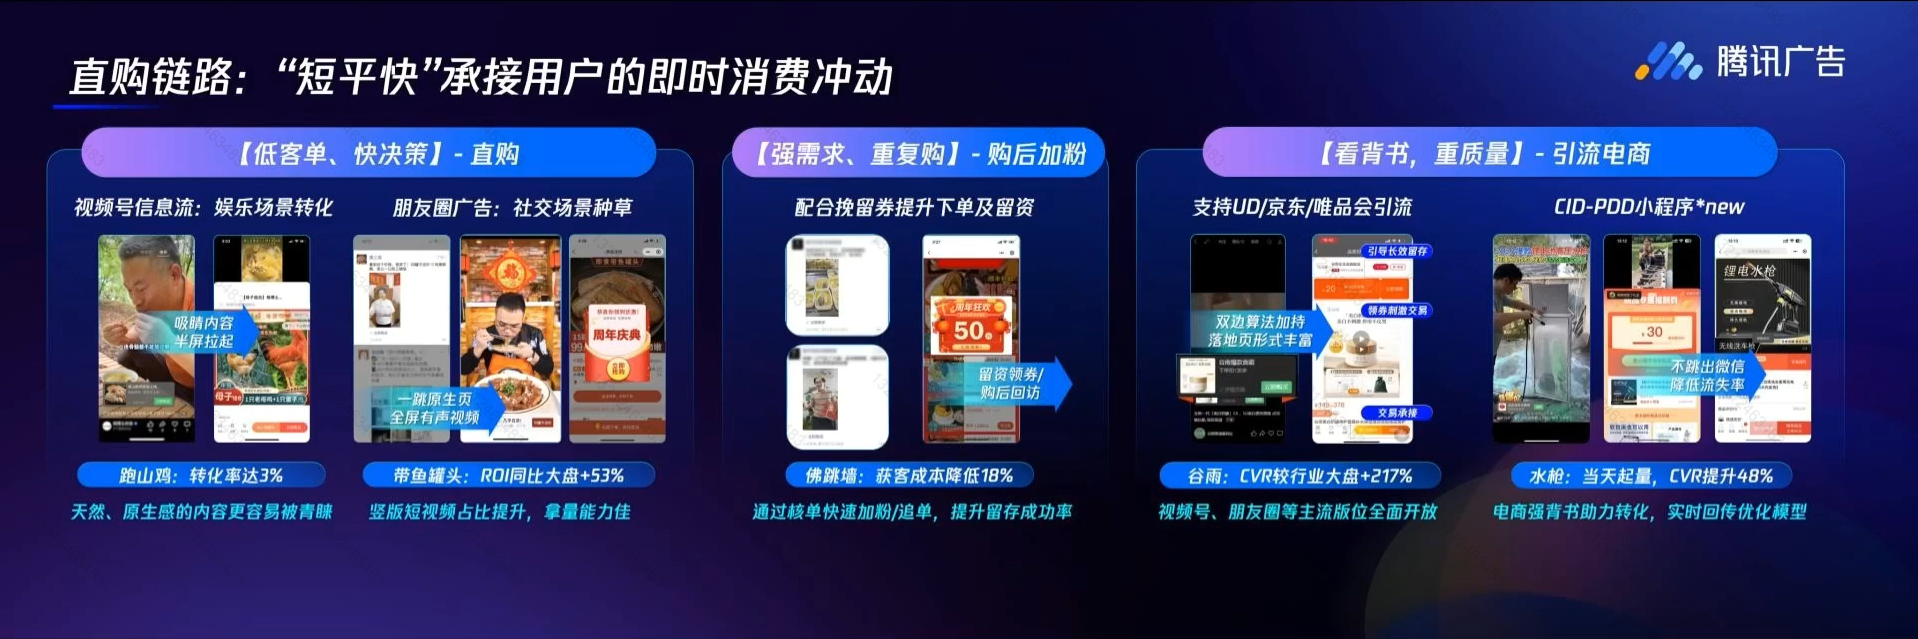 直购链路：“短平快”承接用户的即时消费冲动
腾讯广告
【低客单、快决策】- 直购
视频号信息流：娱乐场景转化
朋友圈广告：社交场景种草
吸睛内容
半屏拉起
一跳原生页
全屏有声视频
周年庆典
立即
跑山鸡：转化率达3%
带鱼罐头：ROI同比大盘+53%
天然、原生感的内容更容易被青睐
竖版短视频占比提升，拿量能力佳
【强需求、重复购】- 购后加粉
配合挽留券提升下单及留资
周年狂欢
50
留资领券/
购后回访
佛跳墙：获客成本降低18%
通过核单快速加粉/追单，提升留存成功率
【看背书，重质量】- 引流电商
支持UD/京东/唯品会引流
CID-PDD小程序*new
双边算法加持
落地页形式丰富
引导长效留存
领券刺激交易
交易承接
30
锂电水枪
无线洗车枪
不跳出微信
降低流失率
谷雨：CVR较行业大盘+217%
水枪：当天起量，CVR提升48%
视频号、朋友圈等主流版位全面开放
电商强背书助力转化，实时回传优化模型